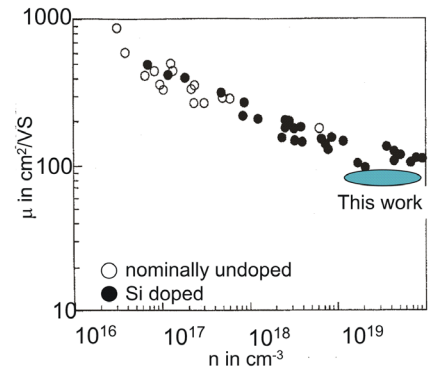 1000
100
10
μ in cm²/VS
This work
nominally undoped
Si doped
10¹⁶ 10¹⁷ 10¹⁸ 10¹⁹
n in cm⁻³